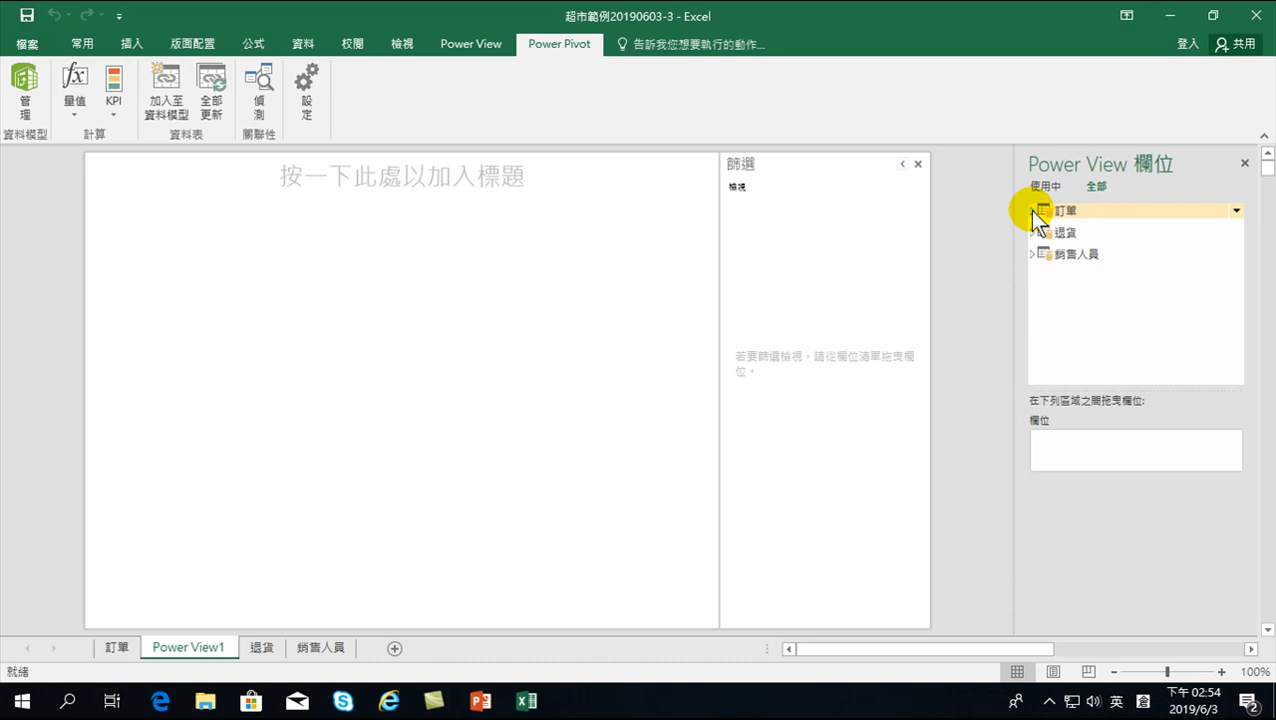 超市範例20190603-3 - Excel
檔案 常用 插入 版面配置 公式 資料 校閱 檢視 Power View Power Pivot 告訴我您想要執行的動作... 登入 共用
管理
量值
KPI
加入至
資料模型
全部
更新
偵測
設定
資料模型 計算 資料表 關聯性
按一下此處以加入標題
篩選
檢視
若要篩選檢視，請從欄位清單拖曳欄
位。
Power View 欄位
使用中 全部
訂單
退貨
銷售人員
在下列區域之間拖曳欄位:
欄位
訂單 Power View1 退貨 銷售人員
就緒 100%
英 下午 02:54
2019/6/3
2